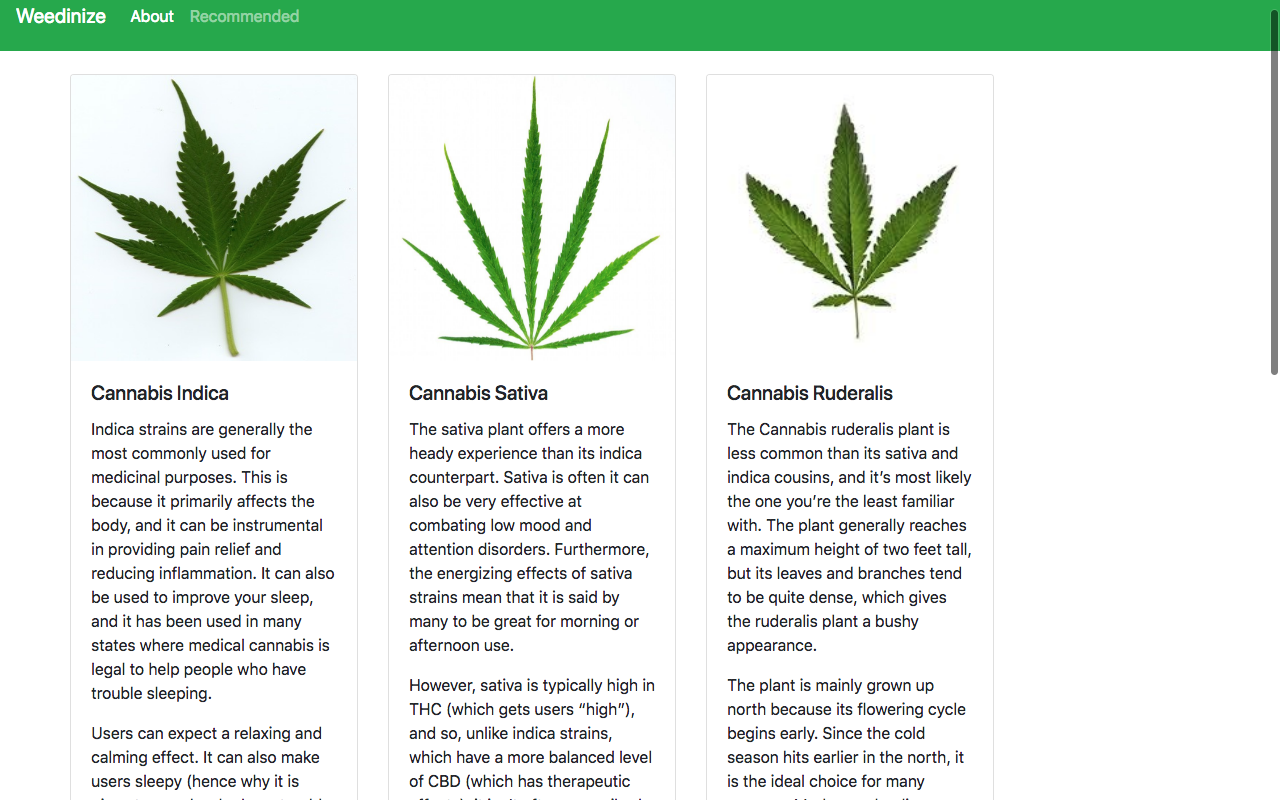 Weedinize About Recommended
Cannabis Indica
Indica strains are generally the
most commonly used for
medicinal purposes. This is
because it primarily affects the
body, and it can be instrumental
in providing pain relief and
reducing inflammation. It can also
be used to improve your sleep,
and it has been used in many
states where medical cannabis is
legal to help people who have
trouble sleeping.
Users can expect a relaxing and
calming effect. It can also make
users sleepy (hence why it is
Cannabis Sativa
The sativa plant offers a more
heady experience than its indica
counterpart. Sativa is often it can
also be very effective at
combating low mood and
attention disorders. Furthermore,
the energizing effects of sativa
strains mean that it is said by
many to be great for morning or
afternoon use.
However, sativa is typically high in
THC (which gets users “high”),
and so, unlike indica strains,
which have a more balanced level
of CBD (which has therapeutic
Cannabis Ruderalis
The Cannabis ruderalis plant is
less common than its sativa and
indica cousins, and it’s most likely
the one you’re the least familiar
with. The plant generally reaches
a maximum height of two feet tall,
but its leaves and branches tend
to be quite dense, which gives
the ruderalis plant a bushy
appearance.
The plant is mainly grown up
north because its flowering cycle
begins early. Since the cold
season hits earlier in the north, it
is the ideal choice for many